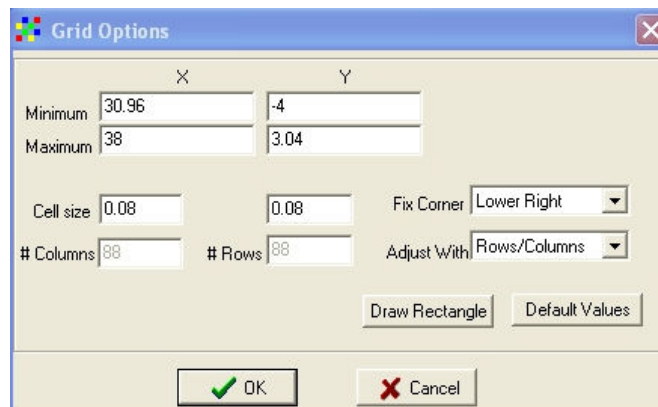 Grid Options
X Y
Minimum 30.96 -4
Maximum 38 3.04
Cell size 0.08 0.08 Fix Corner Lower Right
# Columns 88 # Rows 88 Adjust With Rows/Columns
Draw Rectangle Default Values
OK Cancel